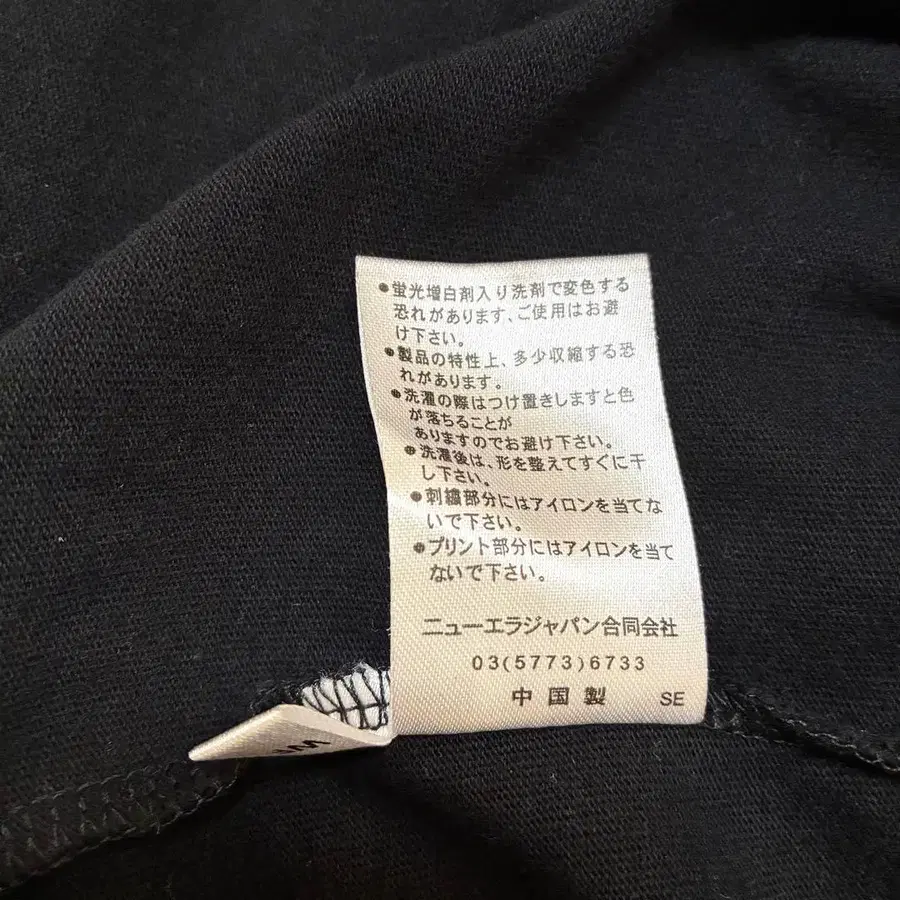 ●蛍光増白剤入り洗剤で変色する
恐れがあります、ご使用はお避
け下さい。
●製品の特性上、多少収縮する恐
れがあります。
●洗濯の際はつけ置きしますと色
が落ちることが
ありますのでお避け下さい。
●洗濯後は、形を整えてすぐに干
し下さい。
●刺繍部分にはアイロンを当てな
いで下さい。
●プリント部分にはアイロンを当て
ないで下さい。
ニューエラジャパン合同会社
03(5773)6733
中国製 SE